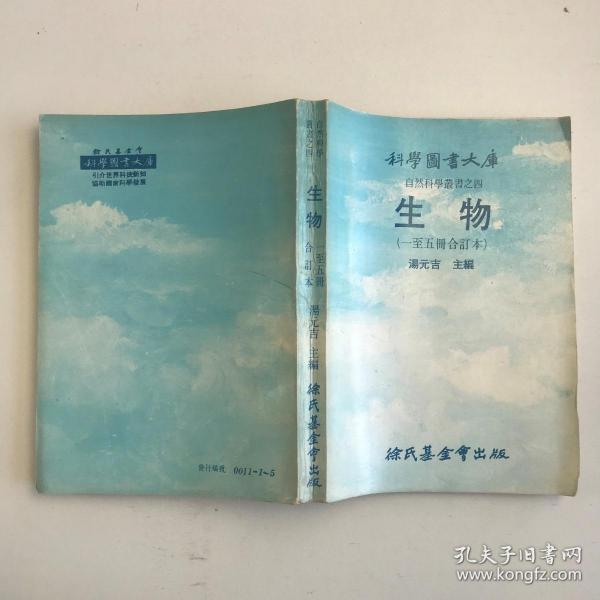 徐氏基金會
科學圖書大庫
引介世界科技新知
協助國家科學發展
發行編號 0011-1~5
自然科學
叢書之四
生物
一至五冊
合訂本
湯元吉 主編
徐氏基金會出版
科學圖書大庫
自然科學叢書之四
生物
(一至五冊合訂本)
湯元吉 主編
徐氏基金會出版
孔夫子旧书网
www.kongfz.com